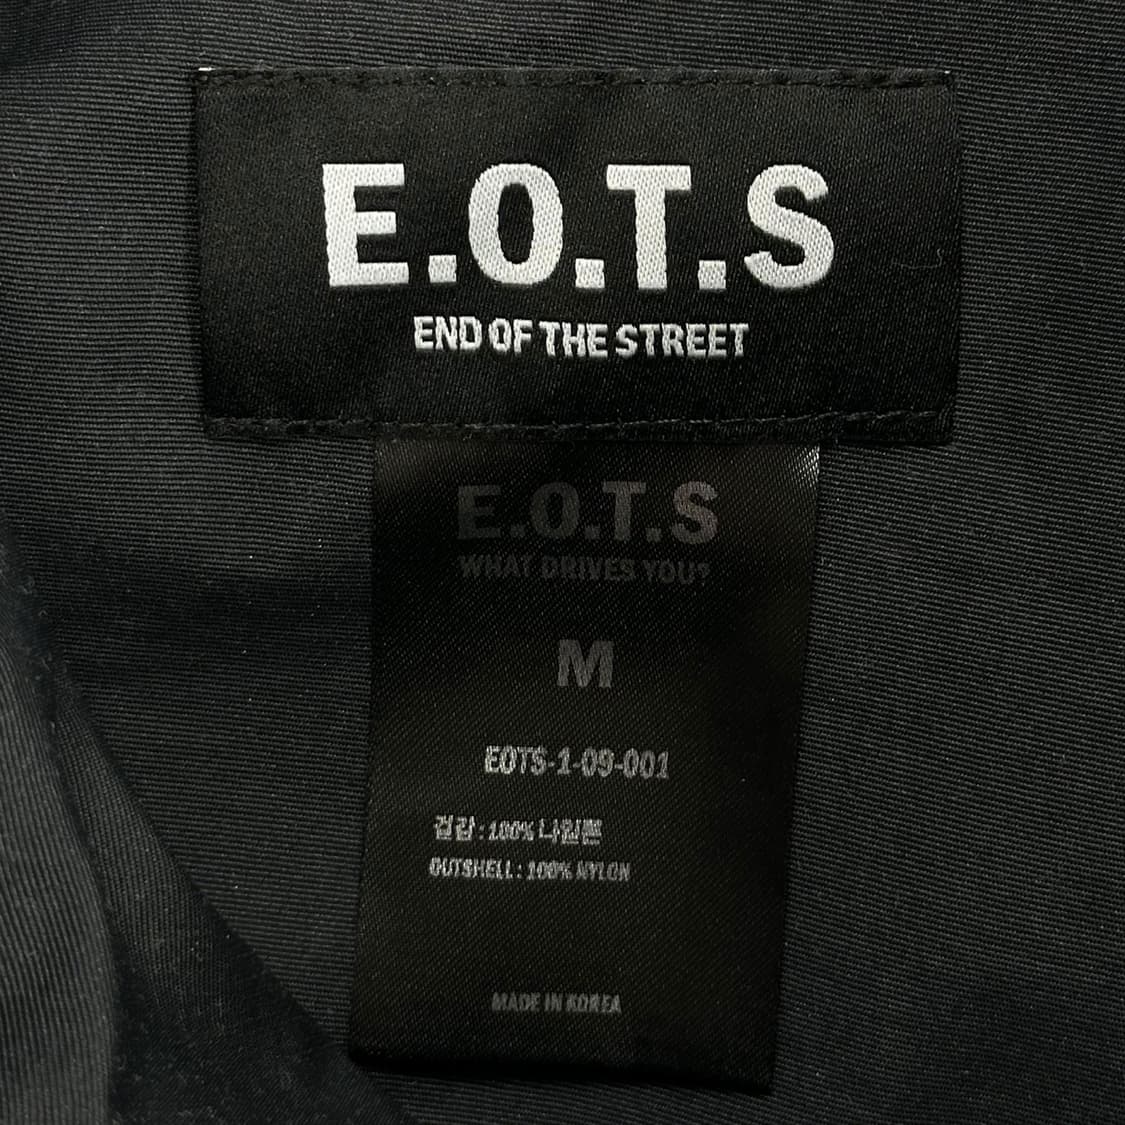 E.O.T.S
END OF THE STREET
E.O.T.S
WHAT DRIVES YOU?
M
EOTS-1-09-001
겉감 : 100% 나일론
OUTSHELL : 100% NYLON
MADE IN KOREA